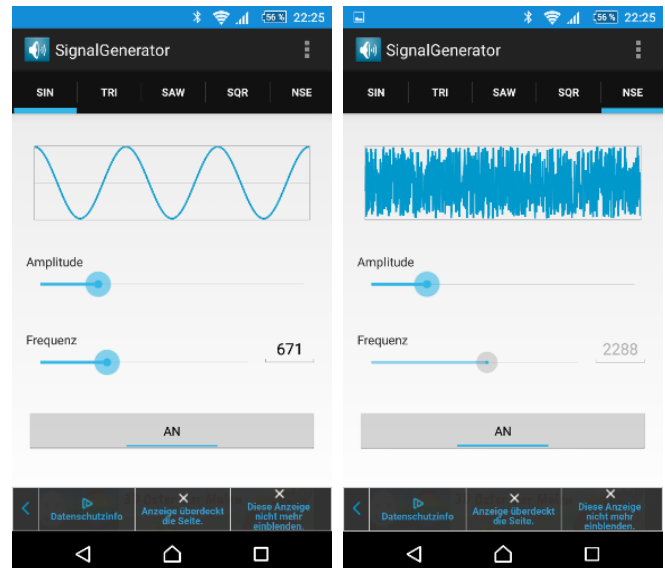 56 % 22:25
SignalGenerator
SIN TRI SAW SQR NSE
Amplitude
Frequenz
671
AN
Datenschutzinfo
Anzeige überdeckt
die Seite.
Diese Anzeige
nicht mehr
einblenden.
56 % 22:25
SignalGenerator
SIN TRI SAW SQR NSE
Amplitude
Frequenz
2288
AN
Datenschutzinfo
Anzeige überdeckt
die Seite.
Diese Anzeige
nicht mehr
einblenden.